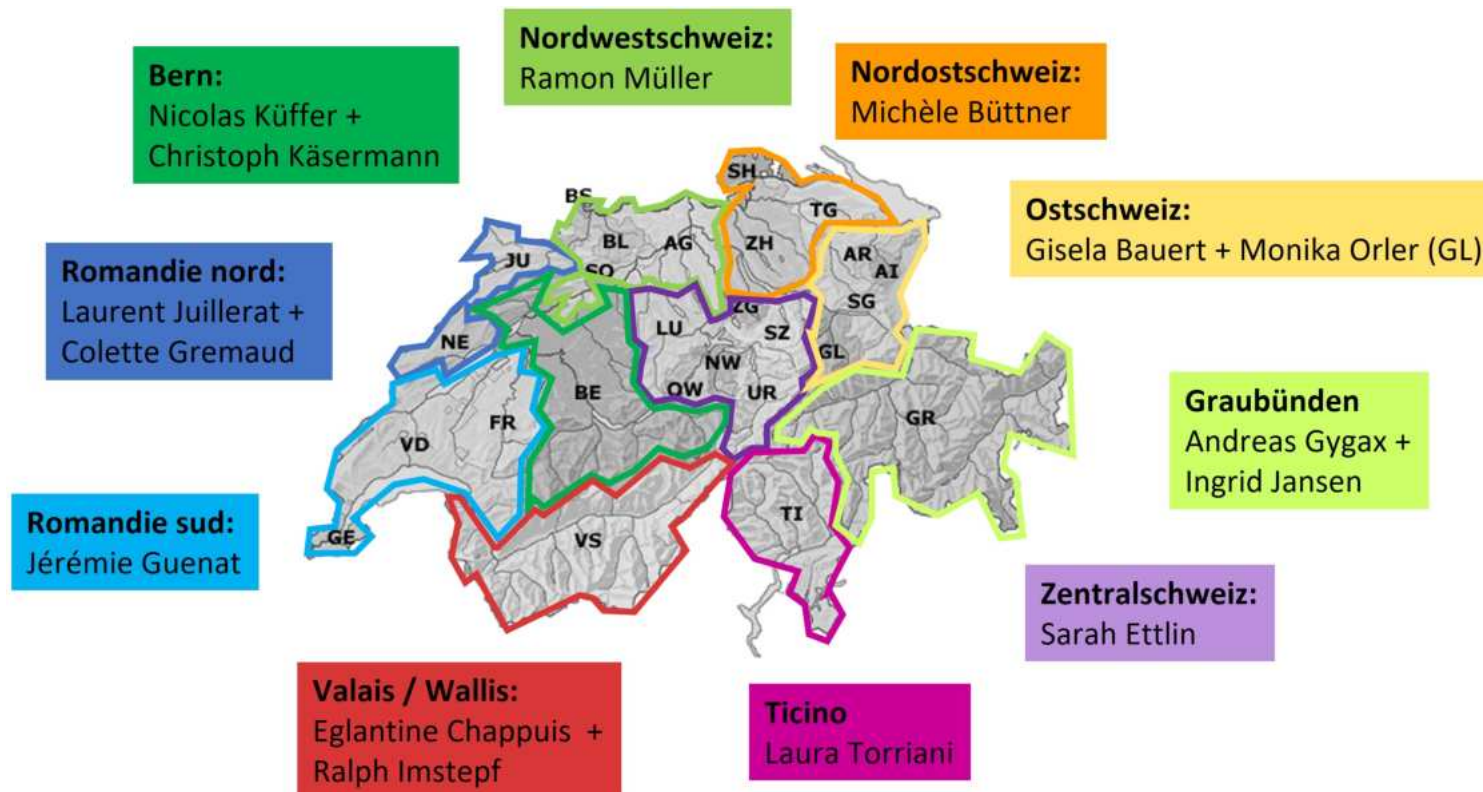 Nordwestschweiz:
Ramon Müller
Bern:
Nicolas Küffer +
Christoph Käsermann
Nordostschweiz:
Michèle Büttner
Ostschweiz:
Gisela Bauert + Monika Orler (GL)
Romandie nord:
Laurent Juillerat +
Colette Gremaud
Graubünden
Andreas Gygax +
Ingrid Jansen
Romandie sud:
Jérémie Guenat
Zentralschweiz:
Sarah Ettlin
Valais / Wallis:
Eglantine Chappuis +
Ralph Imstepf
Ticino
Laura Torriani
SH
BS
TG
BL
AG
ZH
JU
SO
AR
AI
SG
ZG
LU
SZ
NE
NW
GL
OW
UR
BE
FR
VD
GR
TI
GE
VS